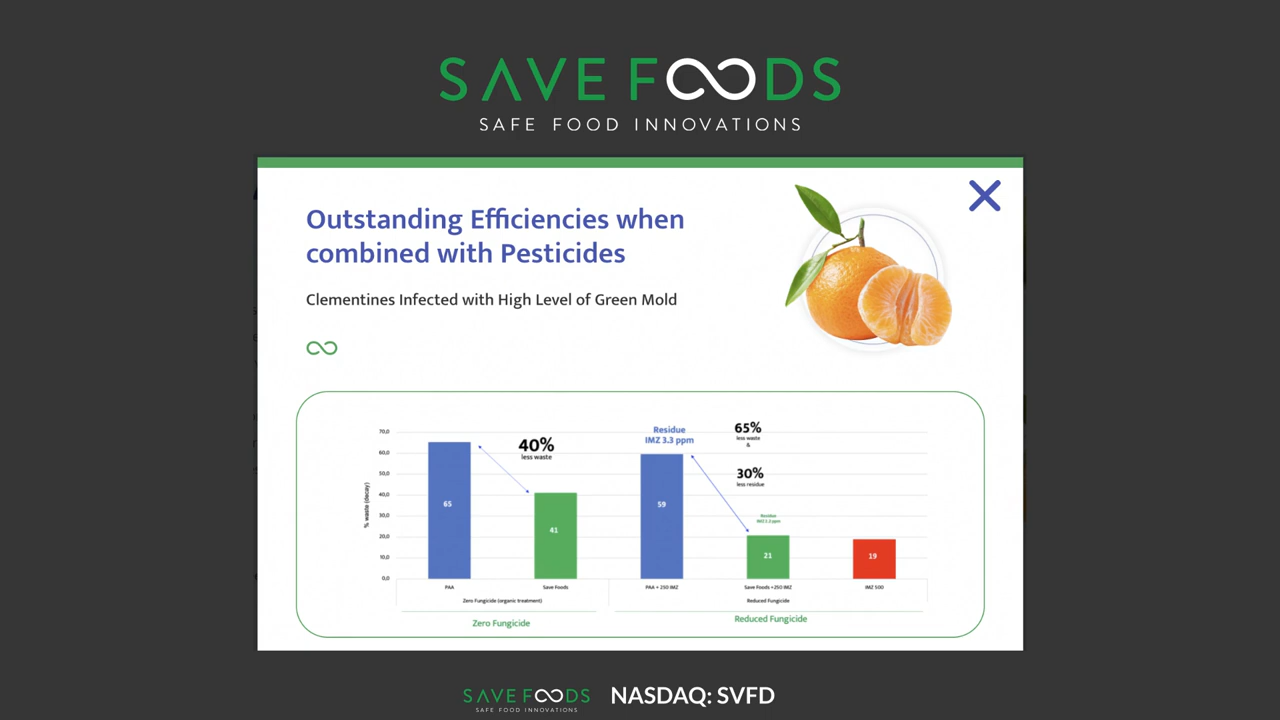 SAVE FOODS
SAFE FOOD INNOVATIONS
Outstanding Efficiencies when
combined with Pesticides
Clementines Infected with High Level of Green Mold
% waste (decay)
70,0
60,0
50,0
40,0
30,0
20,0
10,0
0,0
65
40%
less waste
41
Residue
IMZ 3.3 ppm
59
65%
less waste
&
30%
less residue
Residue
21
19
PAA
Save Foods
PAA + 250 IMZ
Save Foods +250 IMZ
IMZ 500
Zero Fungicide (organic treatment)
Reduced Fungicide
Zero Fungicide
Reduced Fungicide
SAVE FOODS
SAFE FOOD INNOVATIONS
NASDAQ: SVFD